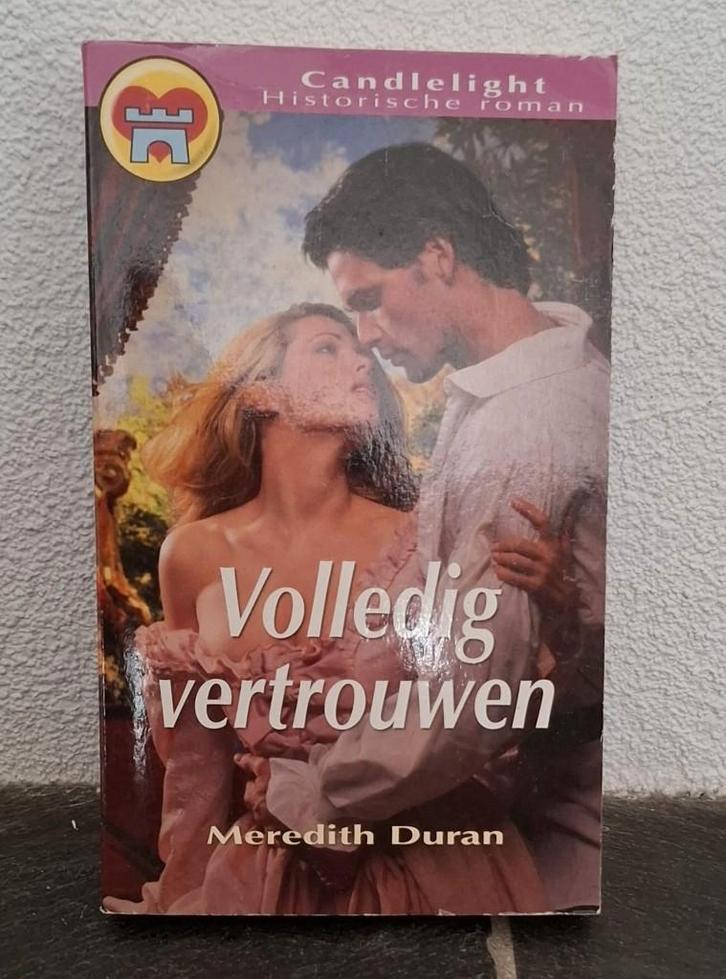 Candlelight
Historische roman
Volledig
vertrouwen
Meredith Duran